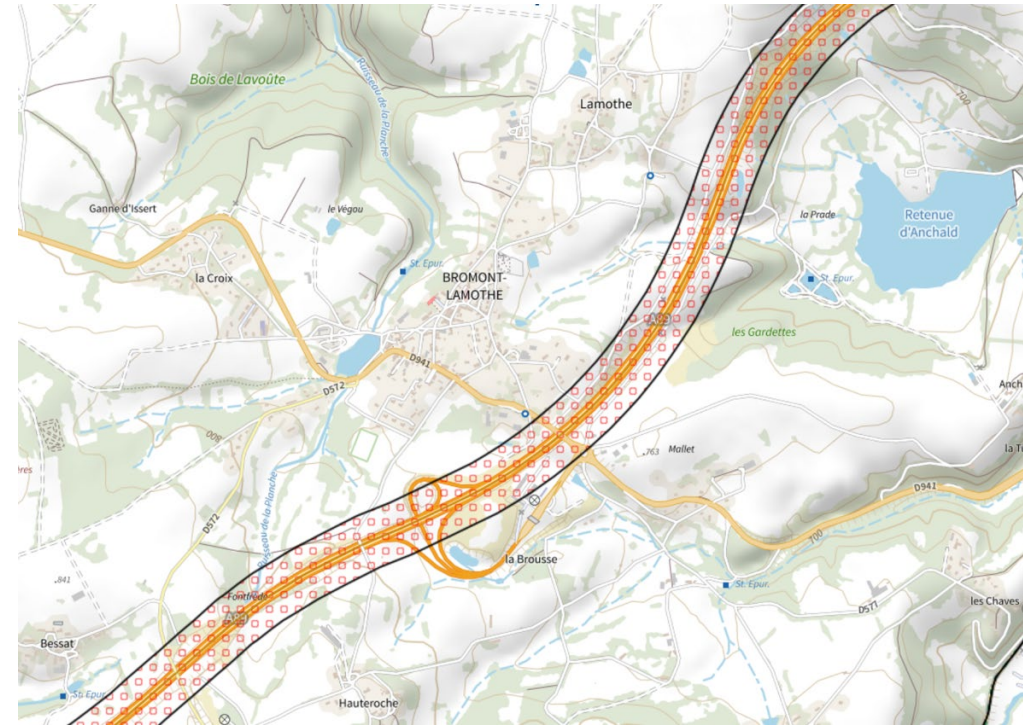 Bois de Lavoûte
Ruisseau de la Planche
Lamothe
700
Ganne d'Issert
le Végou
la Prade
Retenue
d'Anchald
St. Epur.
St. Epur.
la Croix
BROMONT-
LAMOTHE
A89
les Gardettes
D941
D572
Anch
800
763
Mallet
la T
ères
D941
D572
Ruisseau de la Planche
700
la Brousse
841
Fontfrède
St. Epur.
D577
les Chaves
A89
Bessat
St. Epur.
Hauteroche